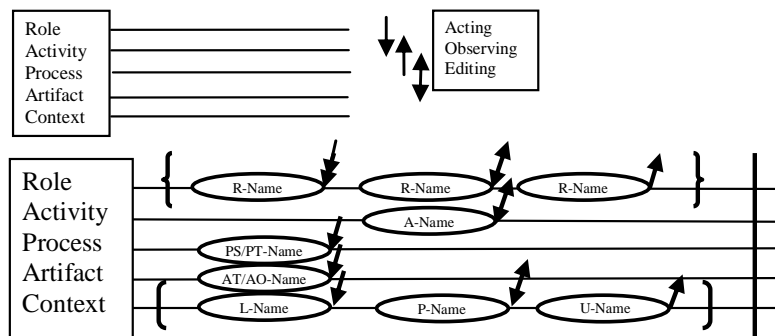 Role
Activity
Process
Artifact
Context
Acting
Observing
Editing
Role
Activity
Process
Artifact
Context
R-Name
R-Name
R-Name
A-Name
PS/PT-Name
AT/AO-Name
L-Name
P-Name
U-Name